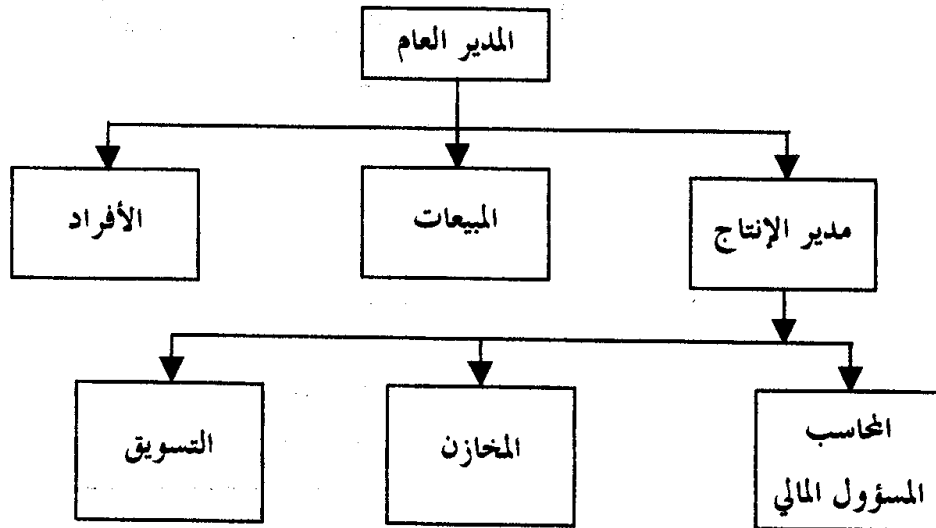 المدير العام
مدير الإنتاج
المبيعات
الأفراد
المحاسب
المسؤول المالي
المخازن
التسويق